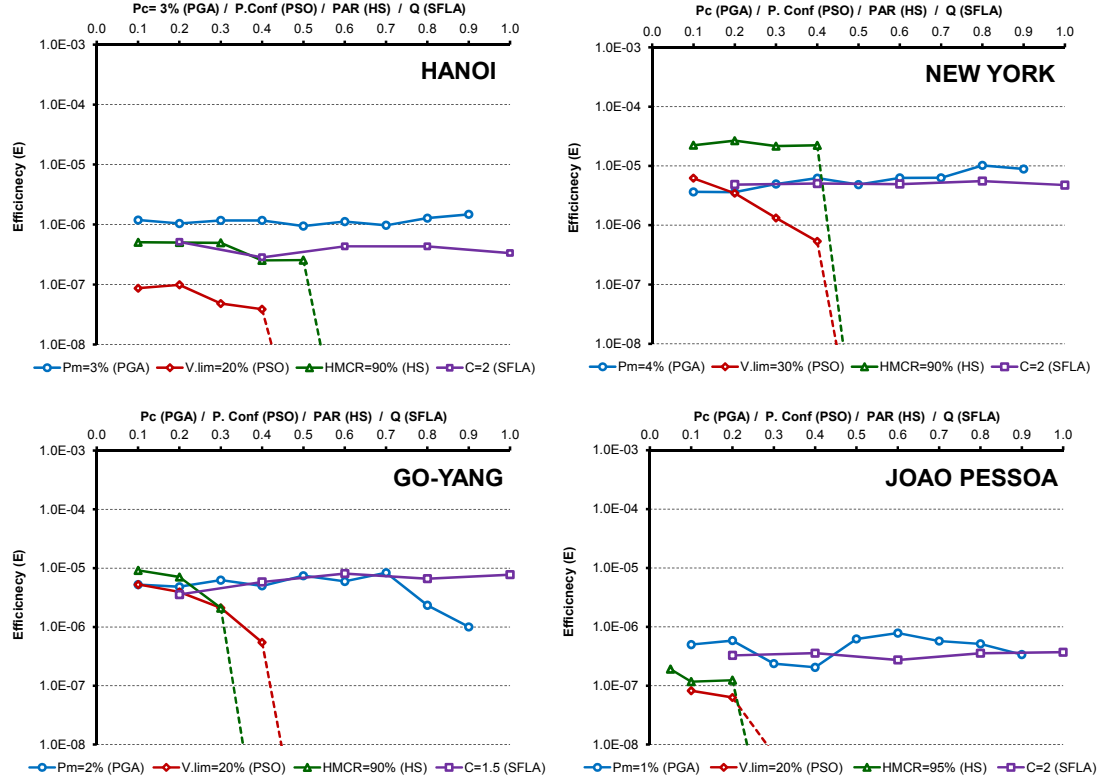 Pc= 3% (PGA) / P.Conf (PSO) / PAR (HS) / Q (SFLA)
0.0 0.1 0.2 0.3 0.4 0.5 0.6 0.7 0.8 0.9 1.0
1.0E-03
HANOI
1.0E-04
1.0E-05
1.0E-06
1.0E-07
1.0E-08
Efficicnecy (E)
Pm=3% (PGA) V.lim=20% (PSO) HMCR=90% (HS) C=2 (SFLA)
Pc (PGA) / P. Conf (PSO) / PAR (HS) / Q (SFLA)
0.0 0.1 0.2 0.3 0.4 0.5 0.6 0.7 0.8 0.9 1.0
1.0E-03
NEW YORK
1.0E-04
1.0E-05
1.0E-06
1.0E-07
1.0E-08
Efficicnecy (E)
Pm=4% (PGA) V.lim=30% (PSO) HMCR=90% (HS) C=2 (SFLA)
Pc (PGA) / P. Conf (PSO) / PAR (HS) / Q (SFLA)
0.0 0.1 0.2 0.3 0.4 0.5 0.6 0.7 0.8 0.9 1.0
1.0E-03
GO-YANG
1.0E-04
1.0E-05
1.0E-06
1.0E-07
1.0E-08
Efficicnecy (E)
Pm=2% (PGA) V.lim=20% (PSO) HMCR=90% (HS) C=1.5 (SFLA)
Pc (PGA) / P. Conf (PSO) / PAR (HS) / Q (SFLA)
0.0 0.1 0.2 0.3 0.4 0.5 0.6 0.7 0.8 0.9 1.0
1.0E-03
JOAO PESSOA
1.0E-04
1.0E-05
1.0E-06
1.0E-07
1.0E-08
Efficicnecy (E)
Pm=1% (PGA) V.lim=20% (PSO) HMCR=95% (HS) C=2 (SFLA)